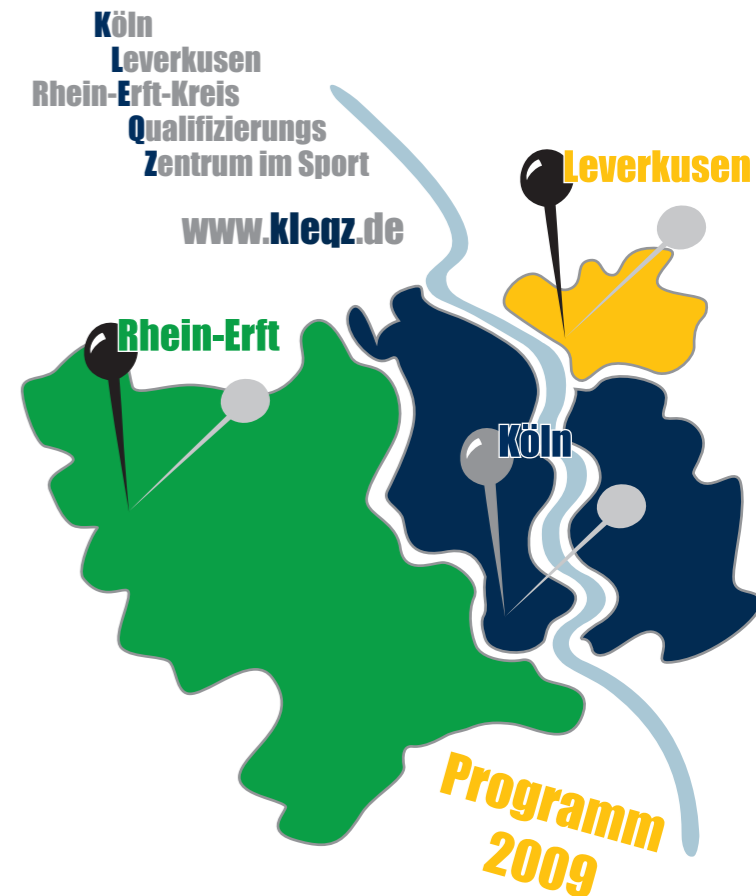 Köln
Leverkusen
Rhein-Erft-Kreis
Qualifizierungs
Zentrum im Sport
www.kleqz.de
Leverkusen
Rhein-Erft
Köln
Programm
2009